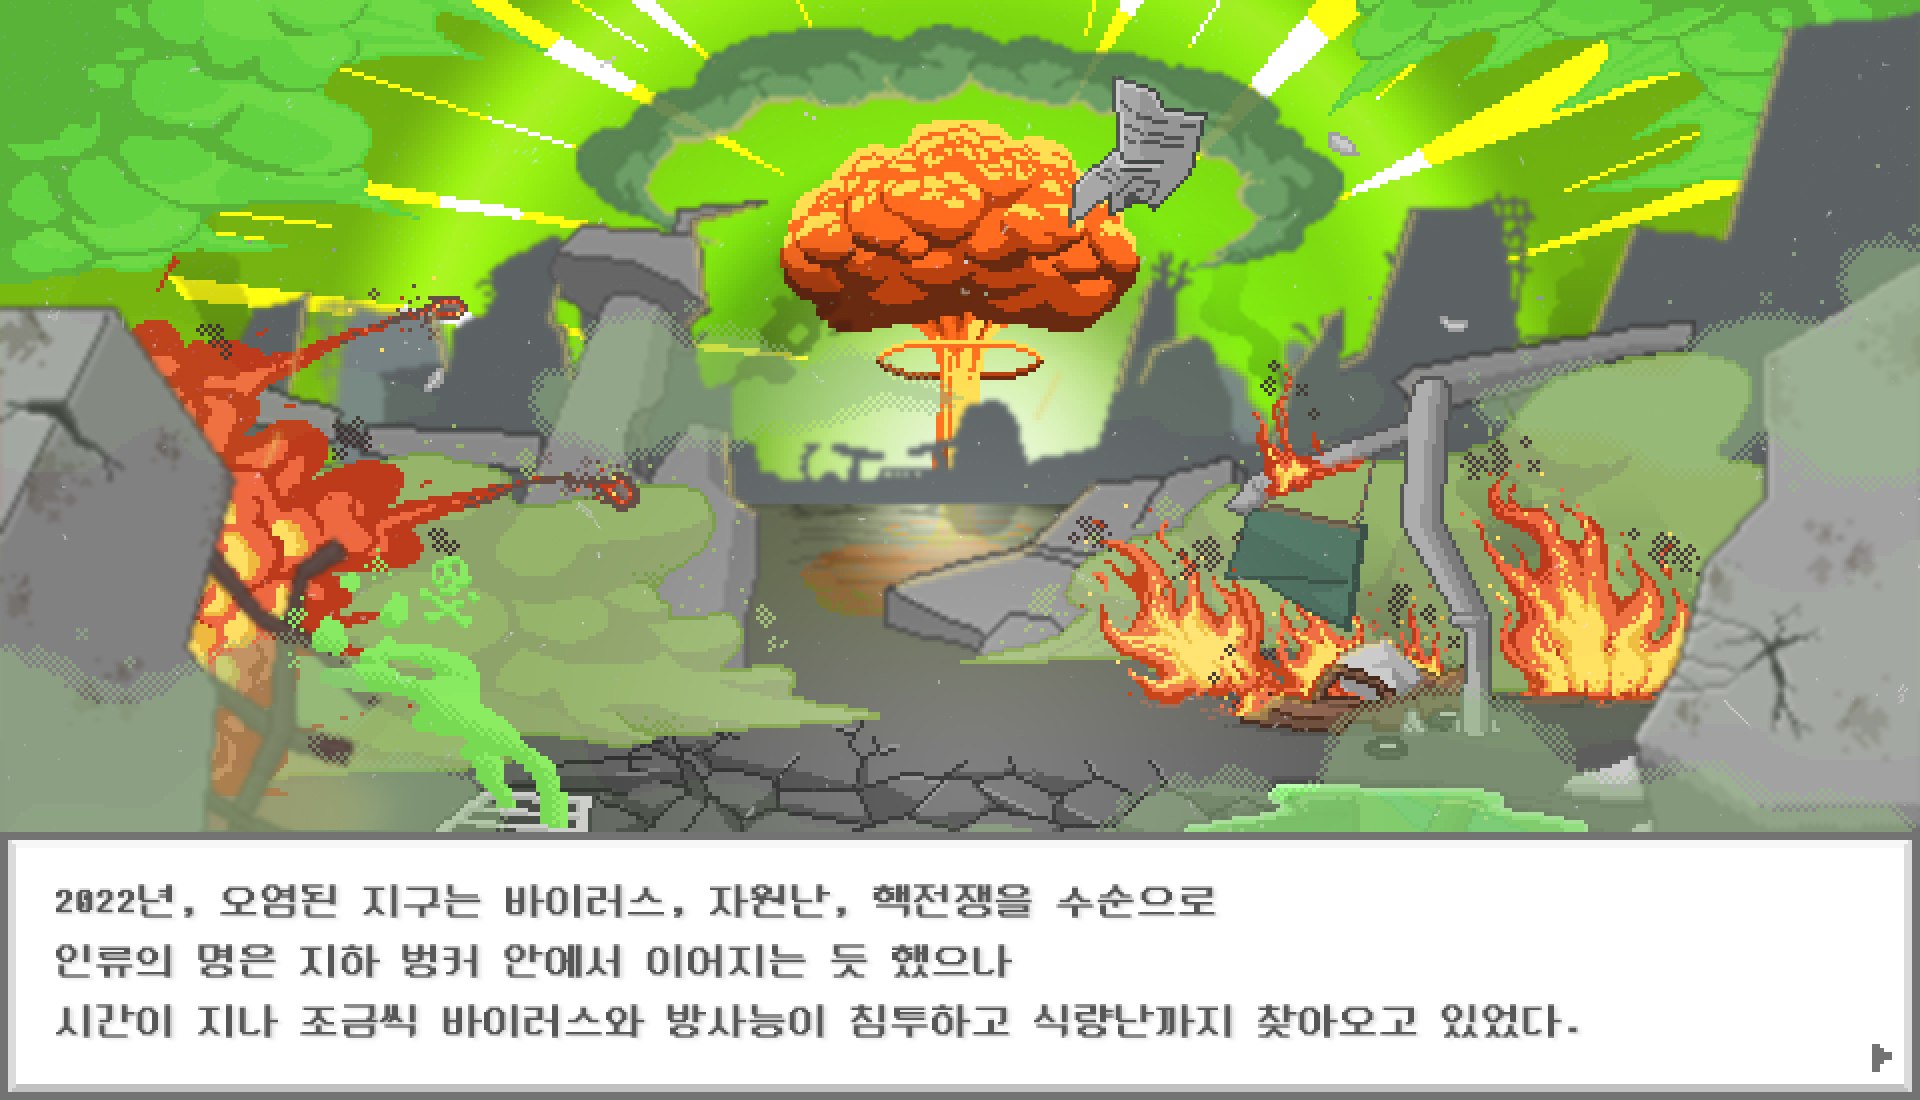 2022년, 오염된 지구는 바이러스, 자원난, 핵전쟁을 수순으로
인류의 명은 지하 벙커 안에서 이어지는 듯 했으나
시간이 지나 조금씩 바이러스와 방사능이 침투하고 식량난까지 찾아오고 있었다.